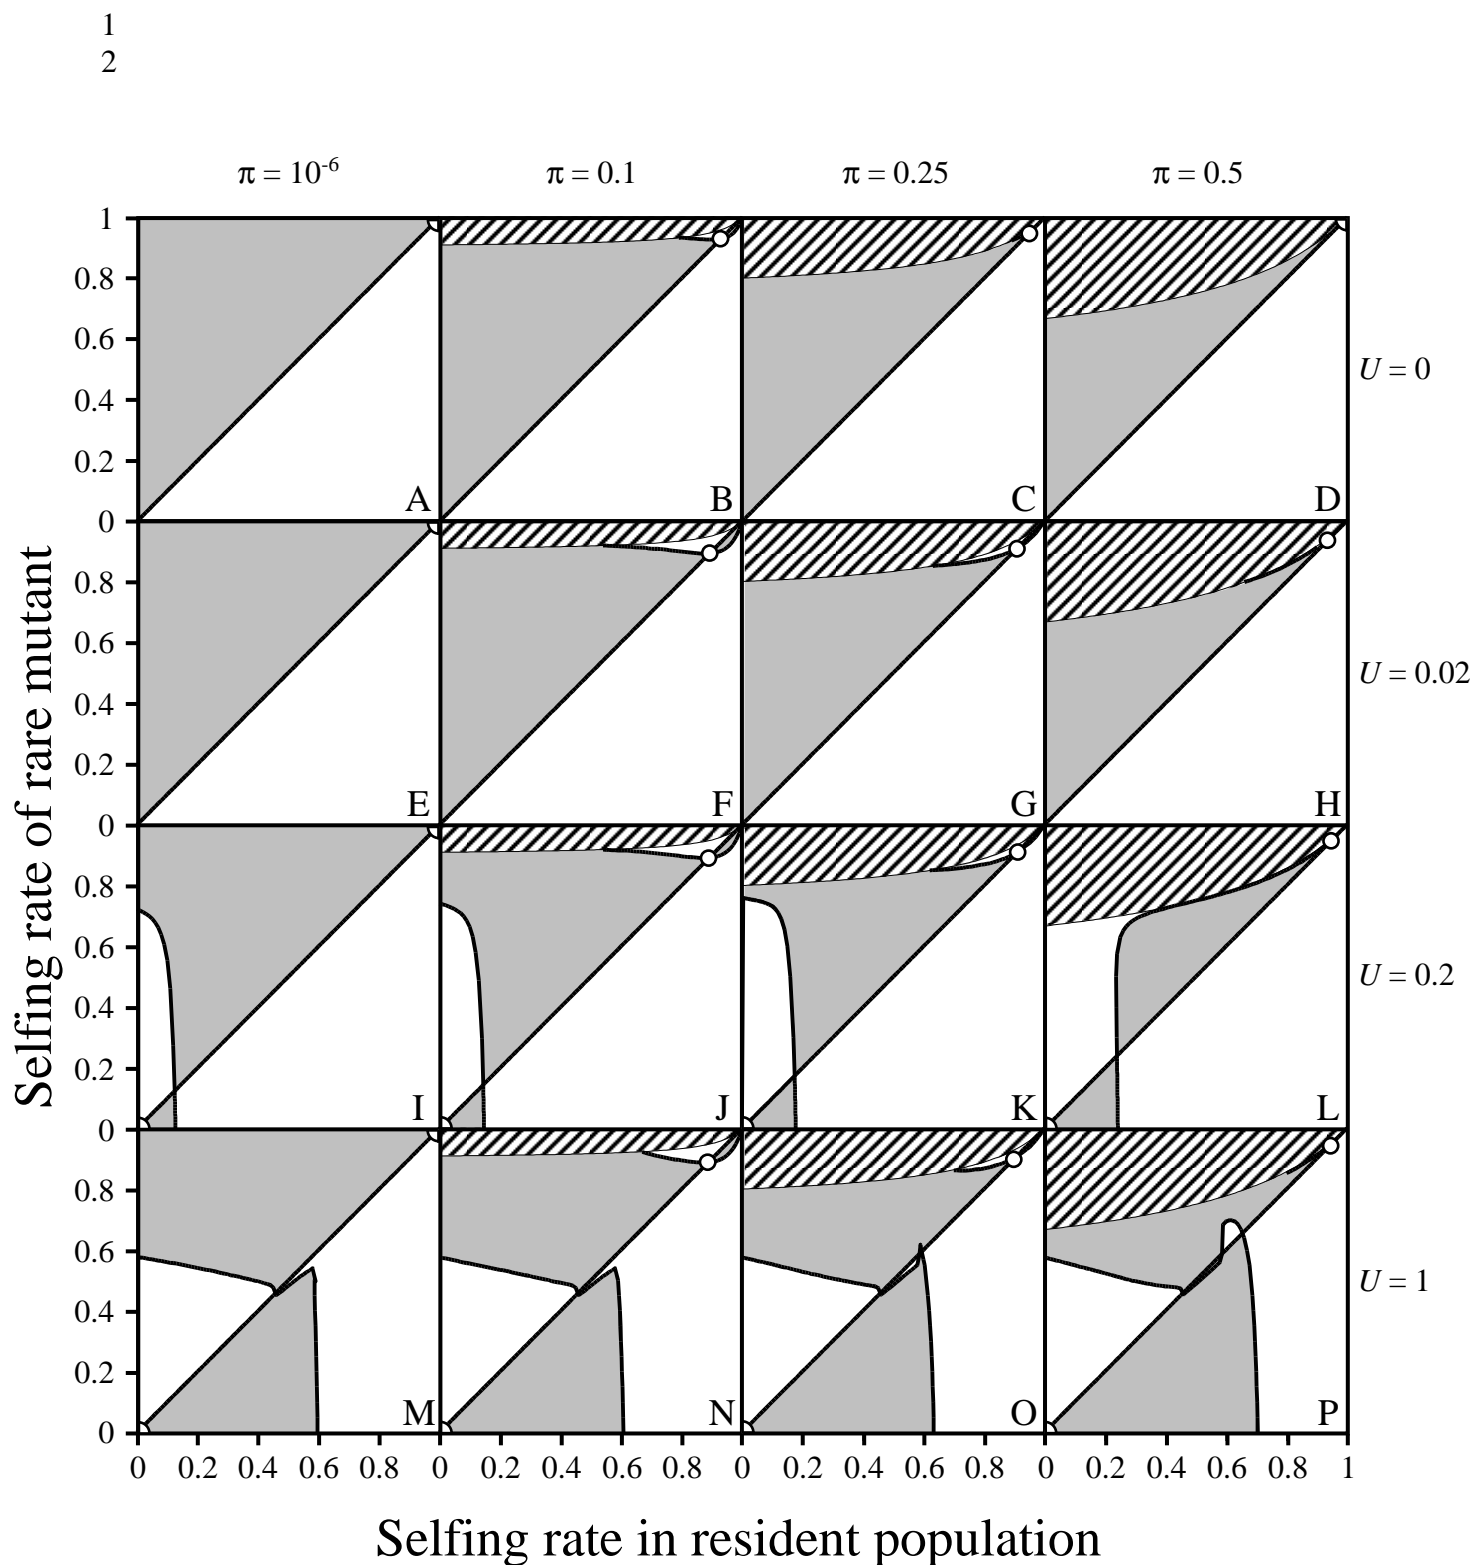 1
2
π = 10⁻⁶ π = 0.1 π = 0.25 π = 0.5
1
0.8
0.6
0.4
0.2
0
A B C D
U = 0
0.8
0.6
0.4
0.2
0
E F G H
U = 0.02
0.8
0.6
0.4
0.2
0
I J K L
U = 0.2
0.8
0.6
0.4
0.2
0
M N O P
U = 1
0 0.2 0.4 0.6 0.8 0 0.2 0.4 0.6 0.8 0 0.2 0.4 0.6 0.8 0 0.2 0.4 0.6 0.8 1
Selfing rate of rare mutant
Selfing rate in resident population